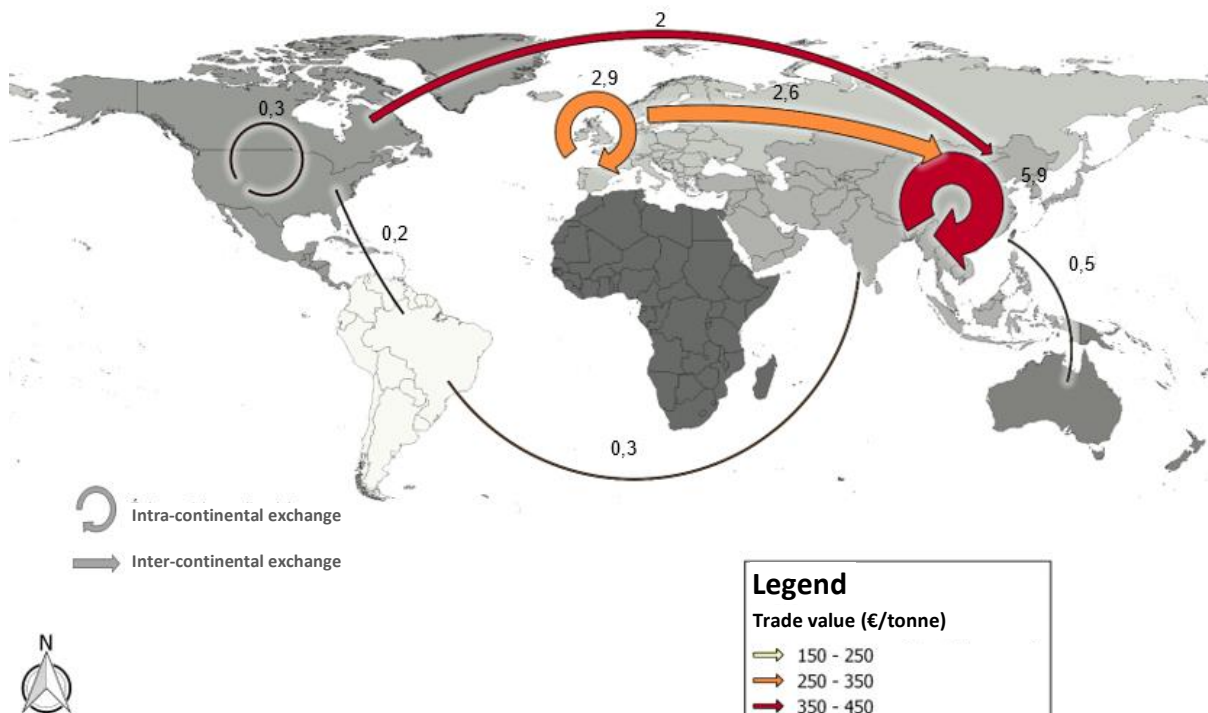 2
2,9
2,6
0,3
5,9
0,2
0,5
0,3
Intra-continental exchange
Inter-continental exchange
Legend
Trade value (€/tonne)
150 - 250
250 - 350
350 - 450
N